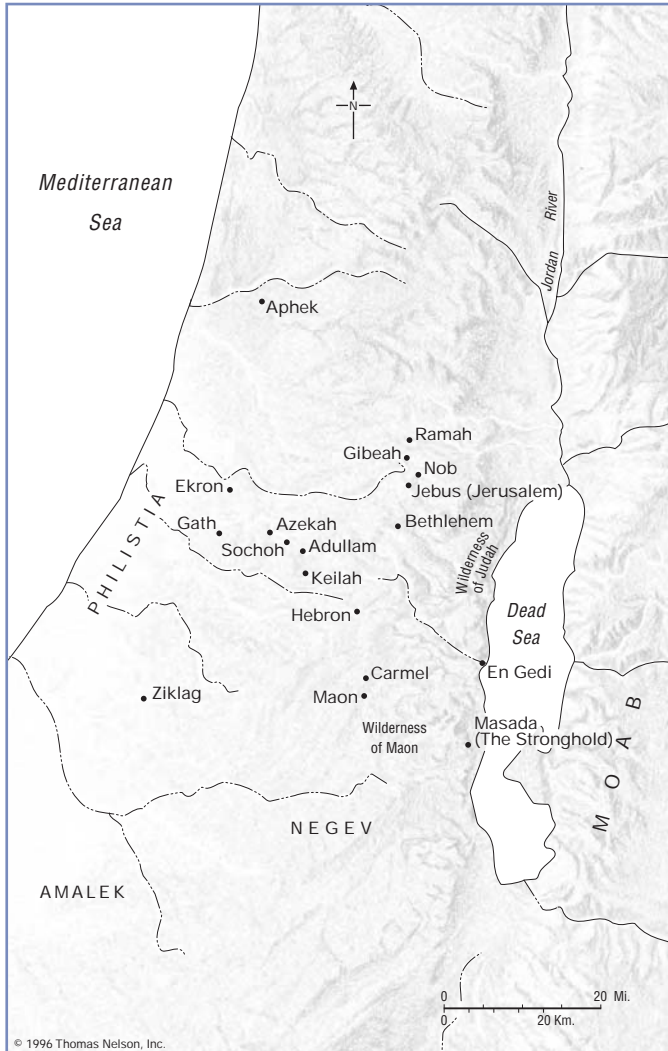 N
Mediterranean
Sea
Jordan River
Aphek
Ramah
Gibeah
Nob
Jebus (Jerusalem)
Ekron
Gath
Azekah
Bethlehem
Sochoh
Adullam
PHILISTIA
Keilah
Wilderness
of Judah
Hebron
Dead
Sea
En Gedi
Carmel
Ziklag
Maon
Wilderness
of Maon
Masada
(The Stronghold)
MOAB
NEGEV
AMALEK
0 20 Mi.
0 20 Km.
© 1996 Thomas Nelson, Inc.